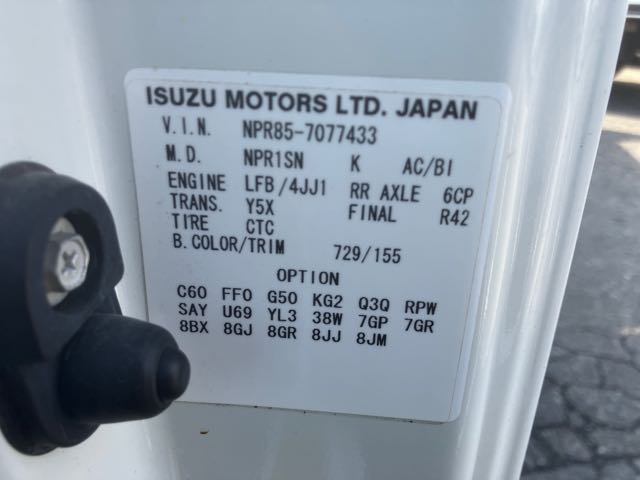 ISUZU MOTORS LTD. JAPAN
V.I.N. NPR85-7077433
M.D. NPR1SN K AC/BI
ENGINE LFB/4JJ1 RR AXLE 6CP
TRANS. Y5X FINAL R42
TIRE CTC
B.COLOR/TRIM 729/155
OPTION
C60 FF0 G50 KG2 Q3Q RPW
SAY U69 YL3 38W 7GP 7GR
8BX 8GJ 8GR 8JJ 8JM